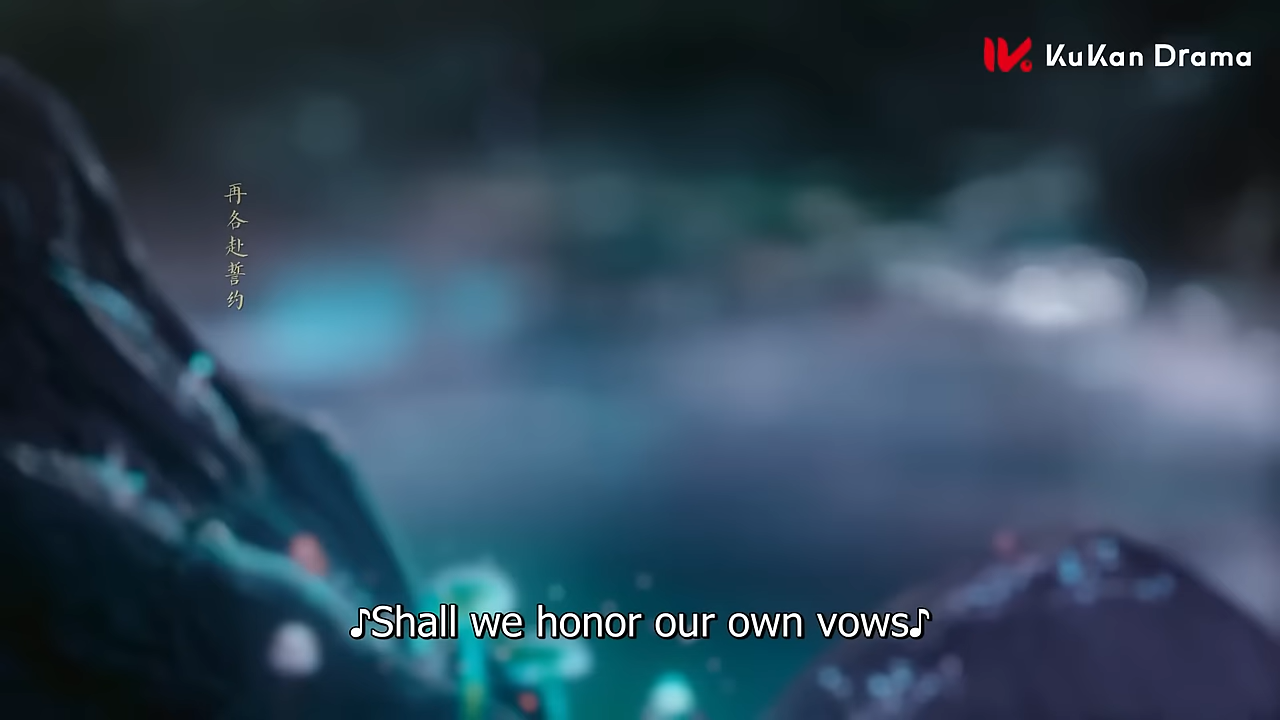 KuKan Drama
再各赴誓约
♪Shall we honor our own vows♪